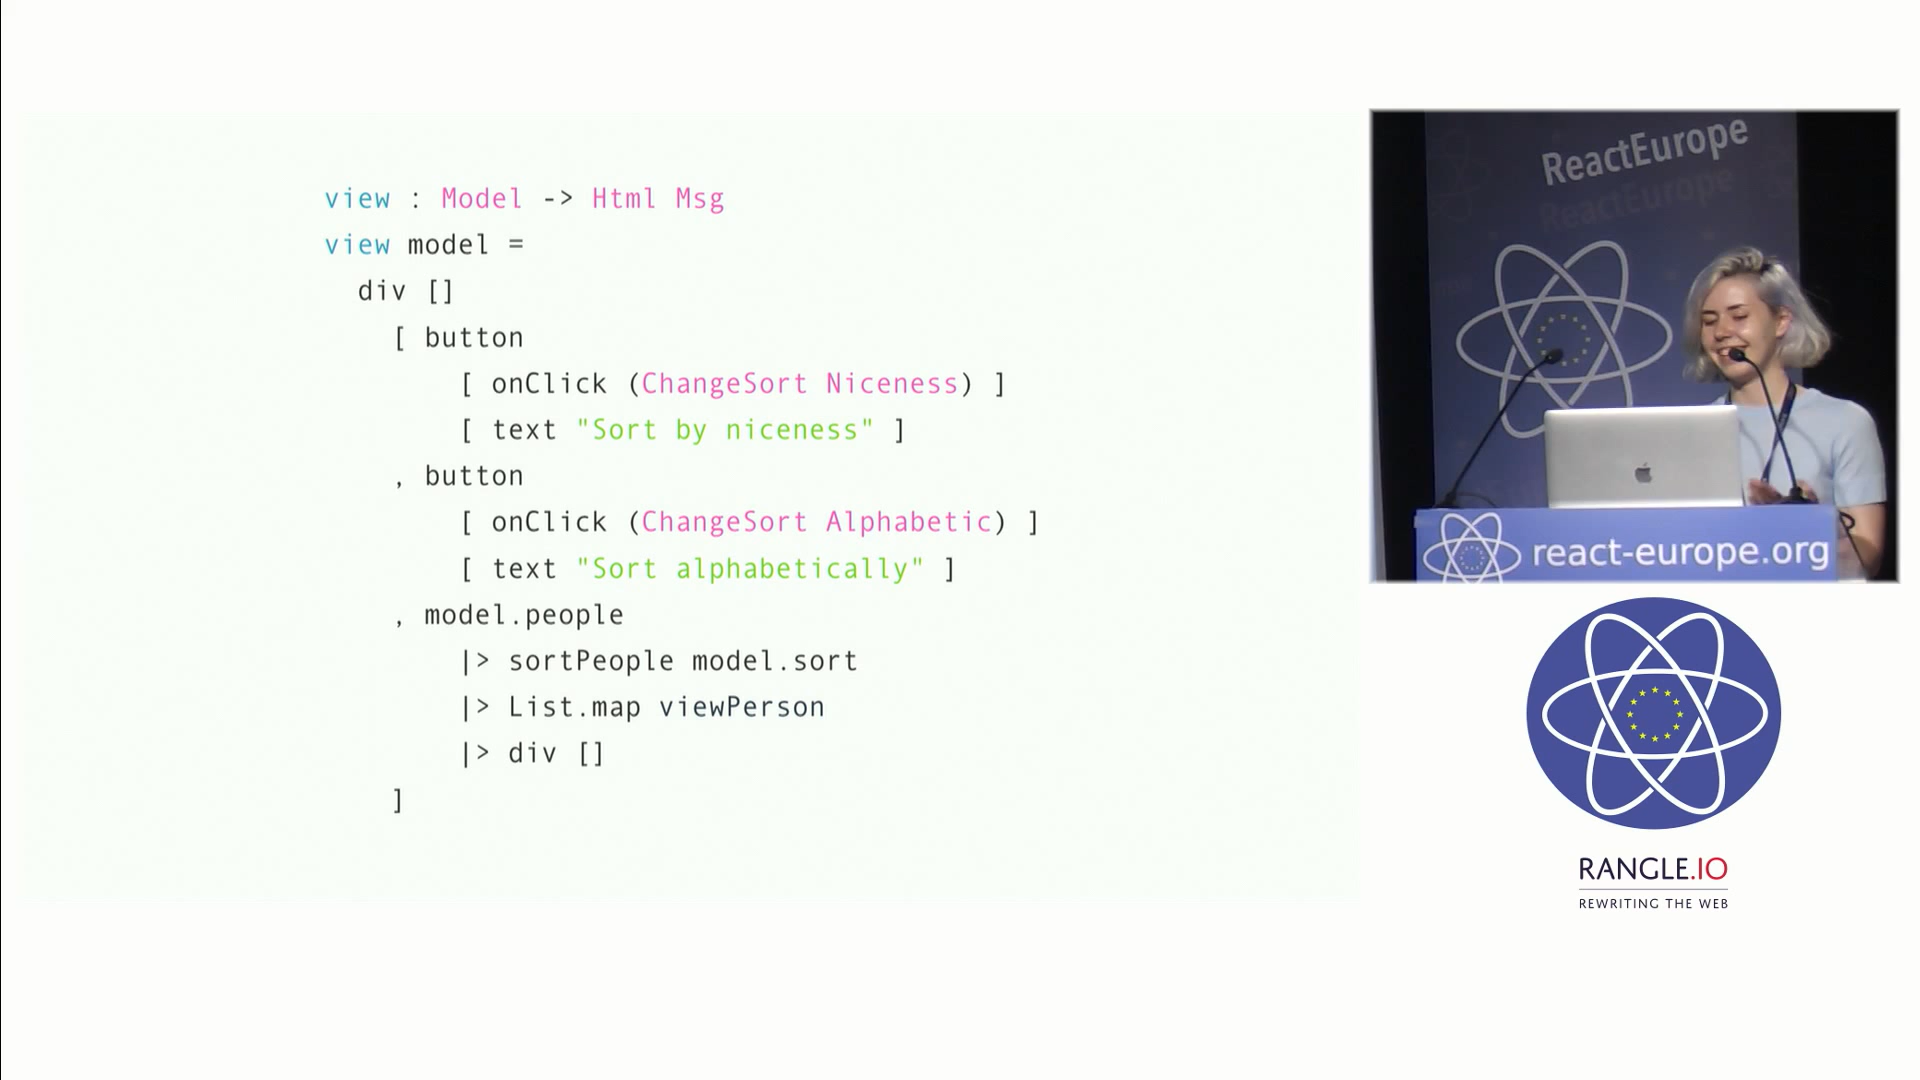 view : Model -> Html Msg
view model =
div []
[ button
[ onClick (ChangeSort Niceness) ]
[ text "Sort by niceness" ]
, button
[ onClick (ChangeSort Alphabetic) ]
[ text "Sort alphabetically" ]
, model.people
|> sortPeople model.sort
|> List.map viewPerson
|> div []
]
ReactEurope
ReactEurope
react-europe.org
RANGLE.IO
REWRITING THE WEB